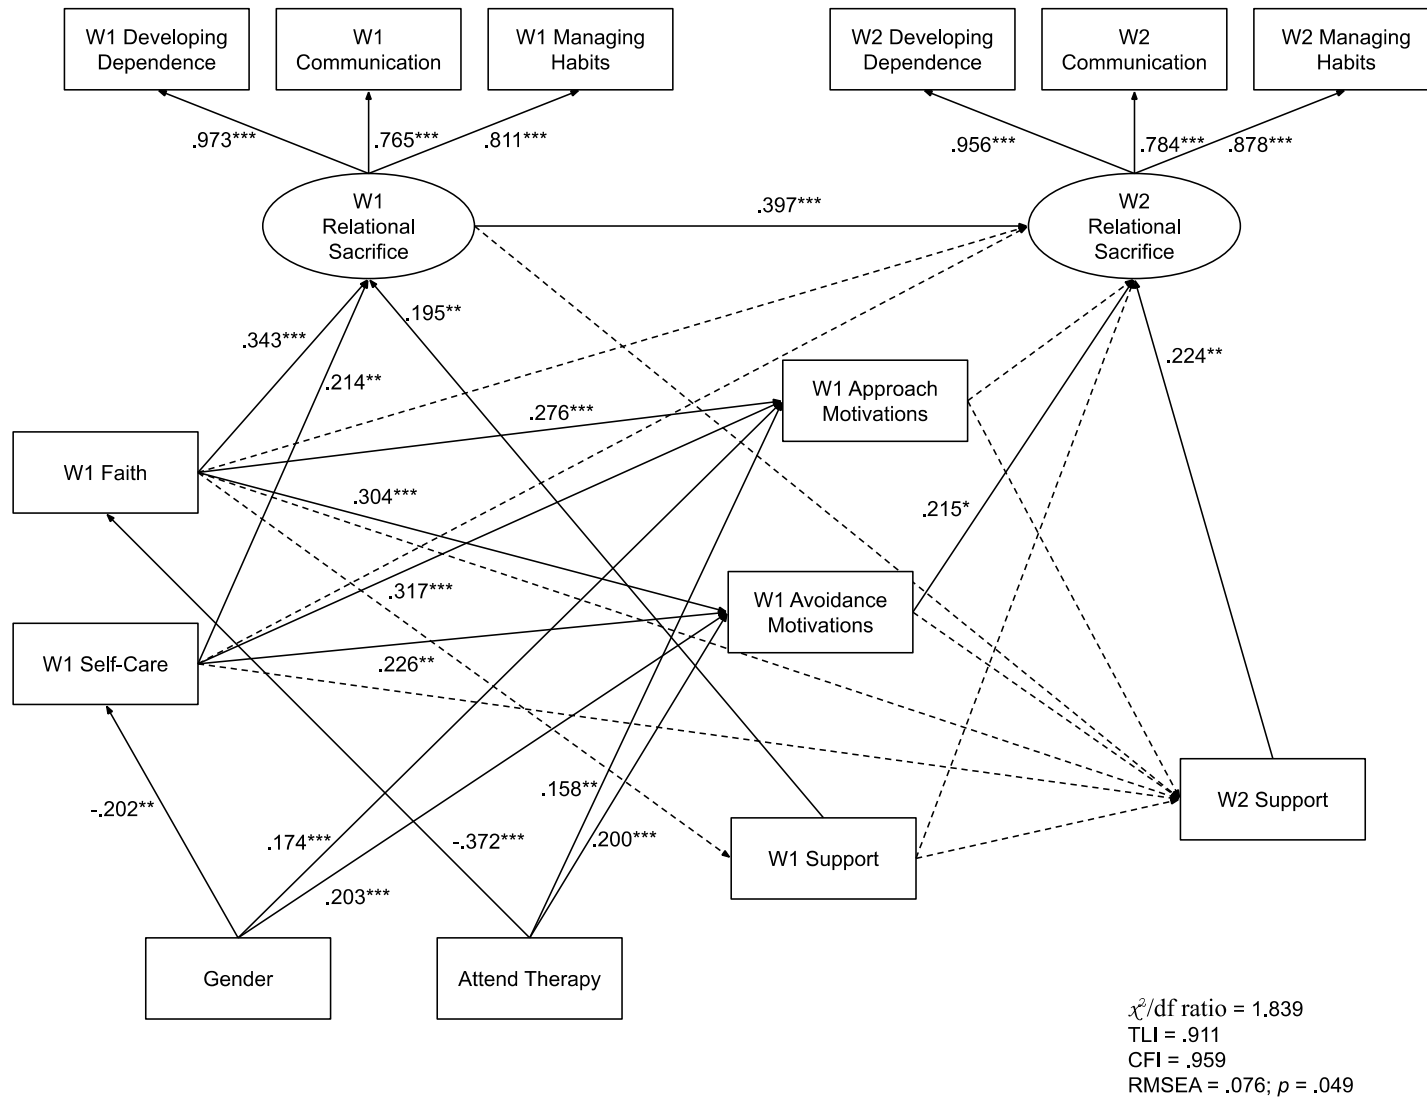 W1 Developing
Dependence
W1
Communication
W1 Managing
Habits
W2 Developing
Dependence
W2
Communication
W2 Managing
Habits
.973***
.765***
.811***
.956***
.784***
.878***
W1
Relational
Sacrifice
.397***
W2
Relational
Sacrifice
.195**
.343***
.214**
.224**
W1 Approach
Motivations
.276***
W1 Faith
.304***
.215*
.317***
W1 Avoidance
Motivations
W1 Self-Care
.226**
-.202**
.158**
W2 Support
.174***
-.372***
.200***
W1 Support
.203***
Gender
Attend Therapy
χ²/df ratio = 1.839
TLI = .911
CFI = .959
RMSEA = .076; p = .049